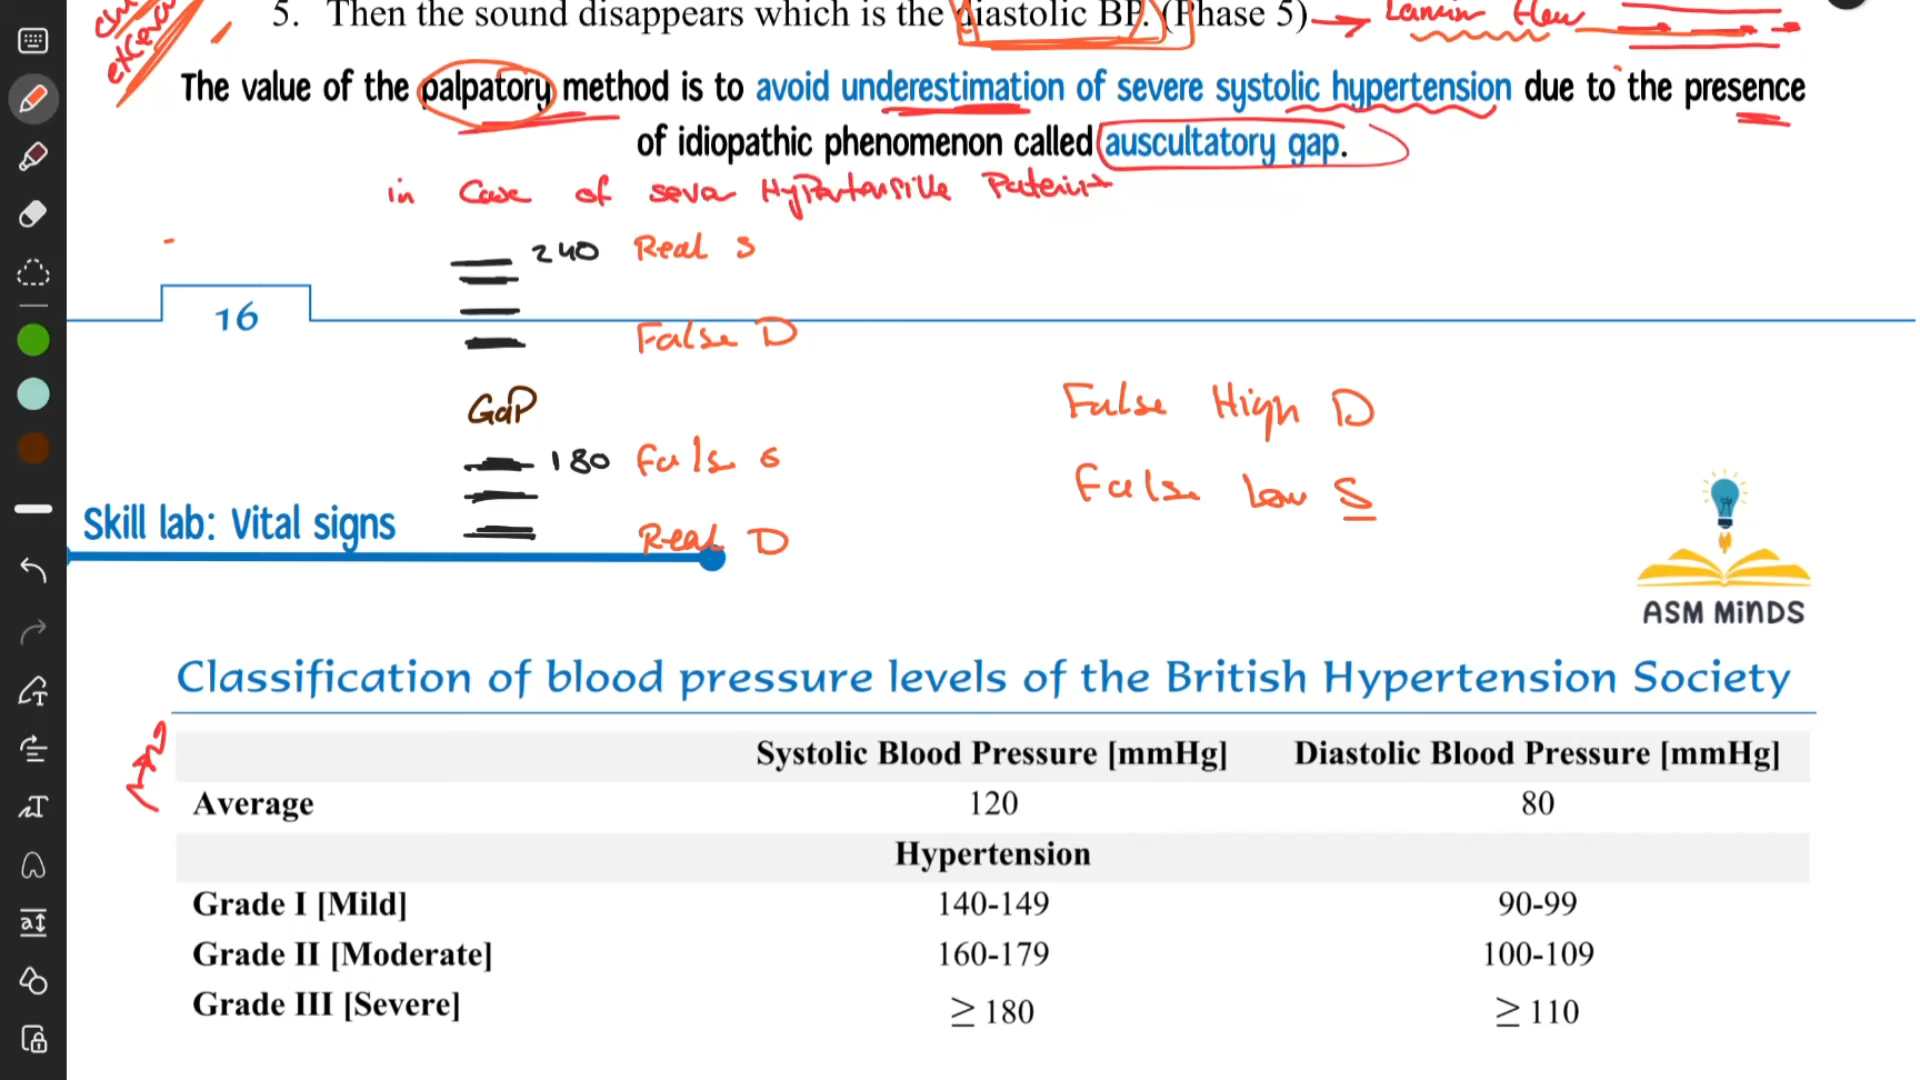 5. Then the sound disappears which is the diastolic BP. (Phase 5)
The value of the palpatory method is to avoid underestimation of severe systolic hypertension due to the presence
of idiopathic phenomenon called auscultatory gap.
in Case of
240 Real S
16
False D
GaP
False High D
180 Fals S
False Low S
Skill lab: Vital signs
Real D
ASM MiNDS
Classification of blood pressure levels of the British Hypertension Society
Systolic Blood Pressure [mmHg] Diastolic Blood Pressure [mmHg]
Average 120 80
Hypertension
Grade I [Mild] 140-149 90-99
Grade II [Moderate] 160-179 100-109
Grade III [Severe] ≥ 180 ≥ 110